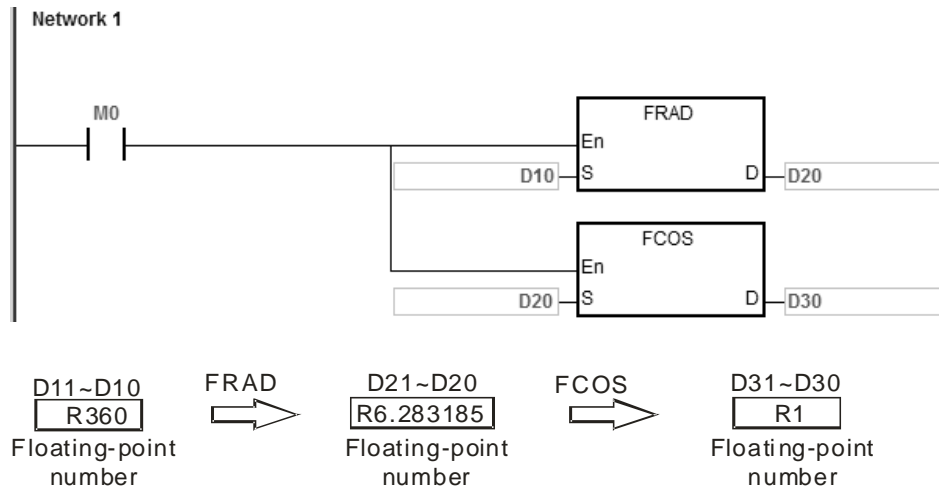 Network 1
M0
FRAD
En
D10 S D D20
FCOS
En
D20 S D D30
D11~D10 FRAD D21~D20 FCOS D31~D30
R360 R6.283185 R1
Floating-point Floating-point Floating-point
number number number